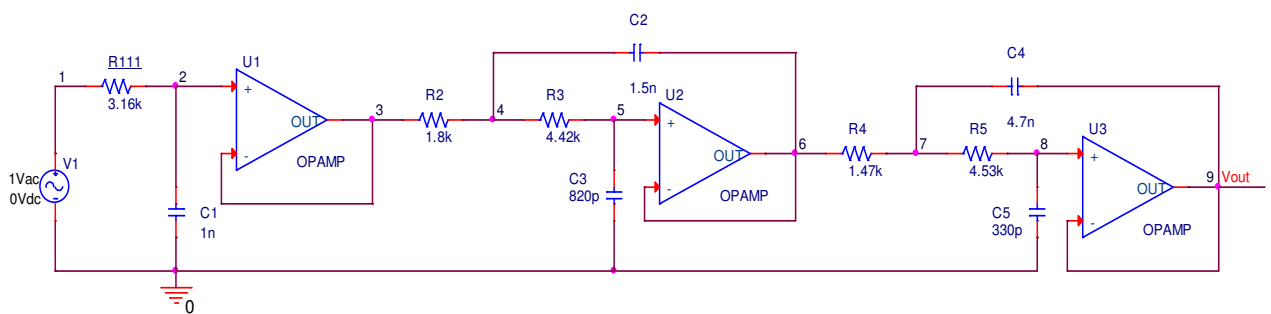 C2
C4
R111
U1
1 2 1.5n U2
3.16k + R2 R3 4.7n
3 4 5 U3
OUT 1.8k 4.42k + R4 R5
6 7 8
V1 - OPAMP OUT 1.47k 4.53k +
1Vac C3 9 Vout
0Vdc 820p - OPAMP OUT
C1 C5
1n 330p - OPAMP
0